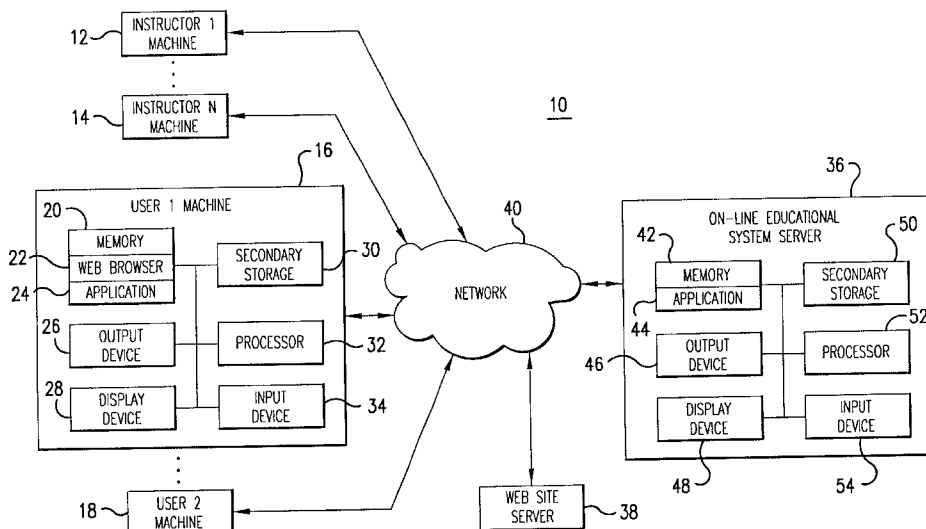 INSTRUCTOR 1
MACHINE
12
INSTRUCTOR N
MACHINE
14
10
16
USER 1 MACHINE
20
MEMORY
22
WEB BROWSER
24
APPLICATION
SECONDARY
STORAGE
30
26
OUTPUT
DEVICE
PROCESSOR
32
28
DISPLAY
DEVICE
INPUT
DEVICE
34
18
USER 2
MACHINE
40
NETWORK
WEB SITE
SERVER
38
36
ON-LINE EDUCATIONAL
SYSTEM SERVER
42
MEMORY
APPLICATION
44
50
SECONDARY
STORAGE
OUTPUT
DEVICE
46
52
PROCESSOR
DISPLAY
DEVICE
48
INPUT
DEVICE
54